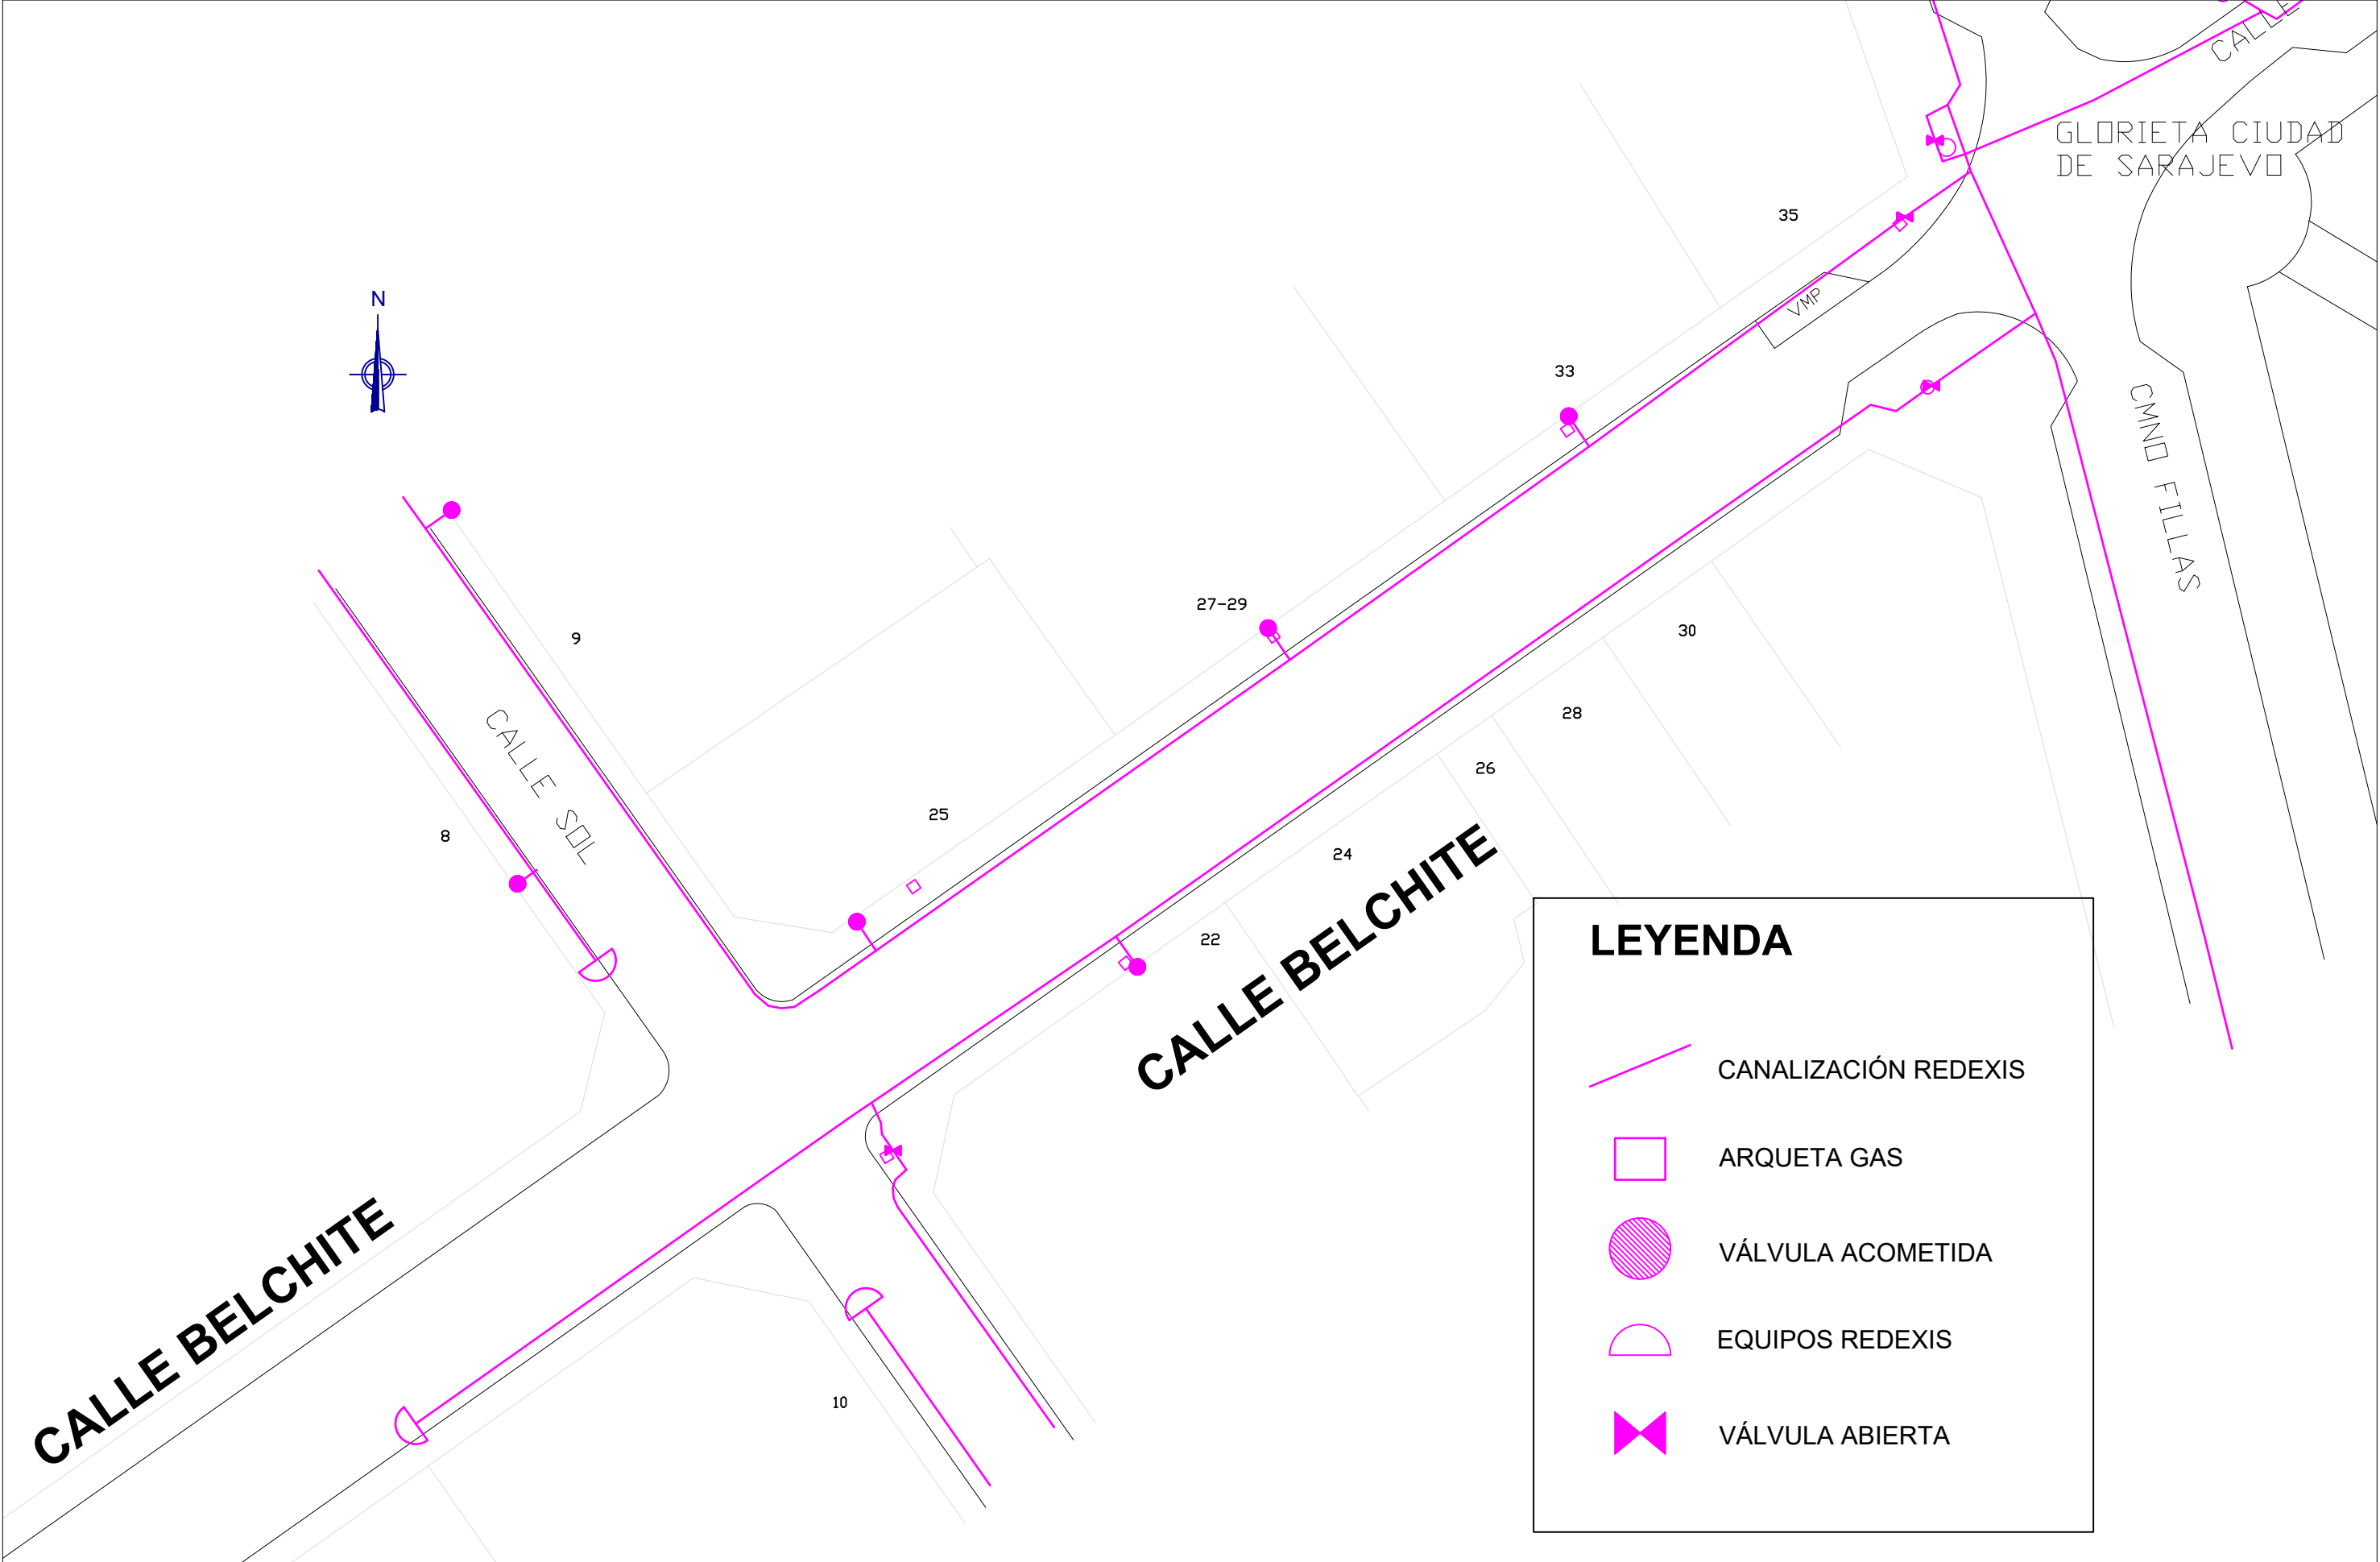 CALLE
GLORIETA CIUDAD
DE SARAJEVO
35
N
VMP
33
CMNO FILLAS
27-29
30
9
28
CALLE SOL
26
25
8
24
22
CALLE BELCHITE
CALLE BELCHITE
10
LEYENDA
CANALIZACIÓN REDEXIS
ARQUETA GAS
VÁLVULA ACOMETIDA
EQUIPOS REDEXIS
VÁLVULA ABIERTA